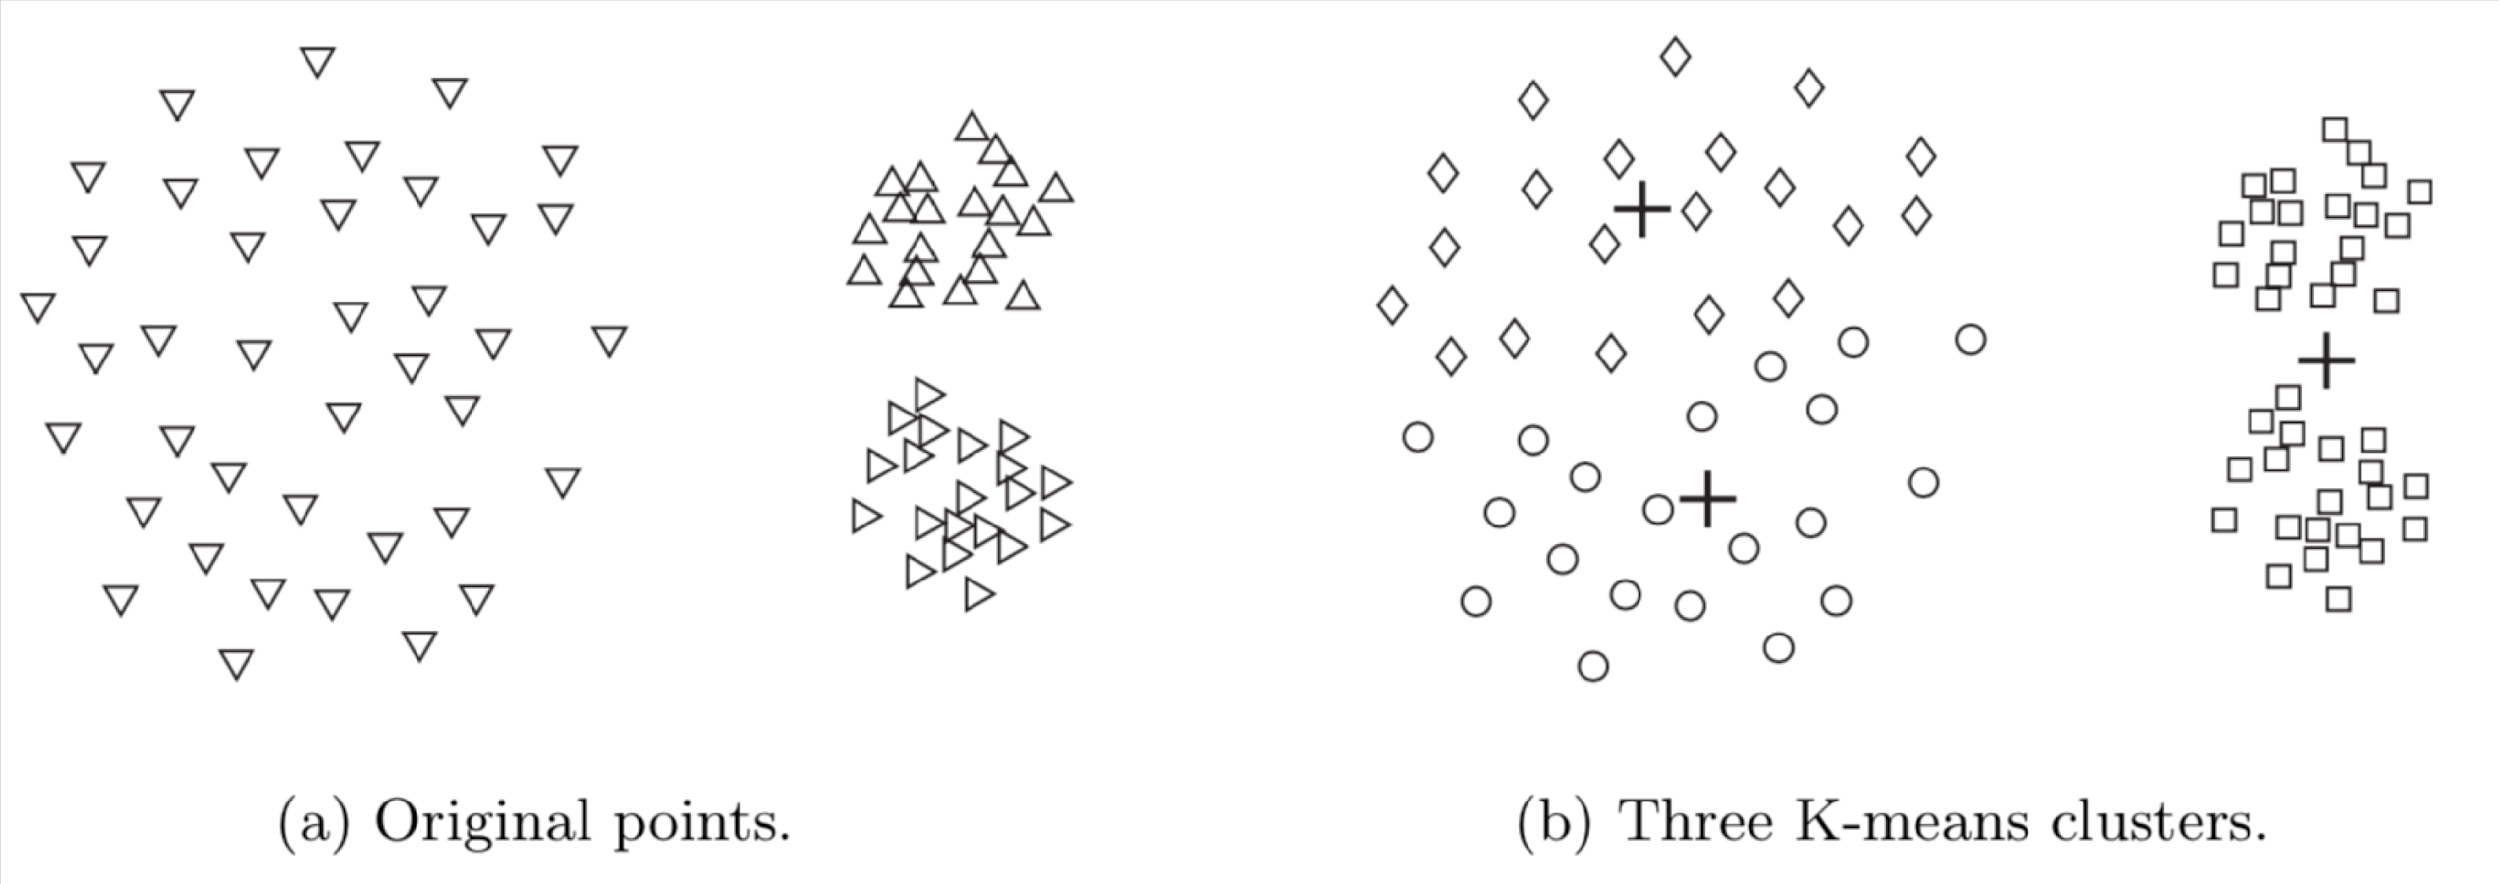 (a) Original points.
(b) Three K-means clusters.